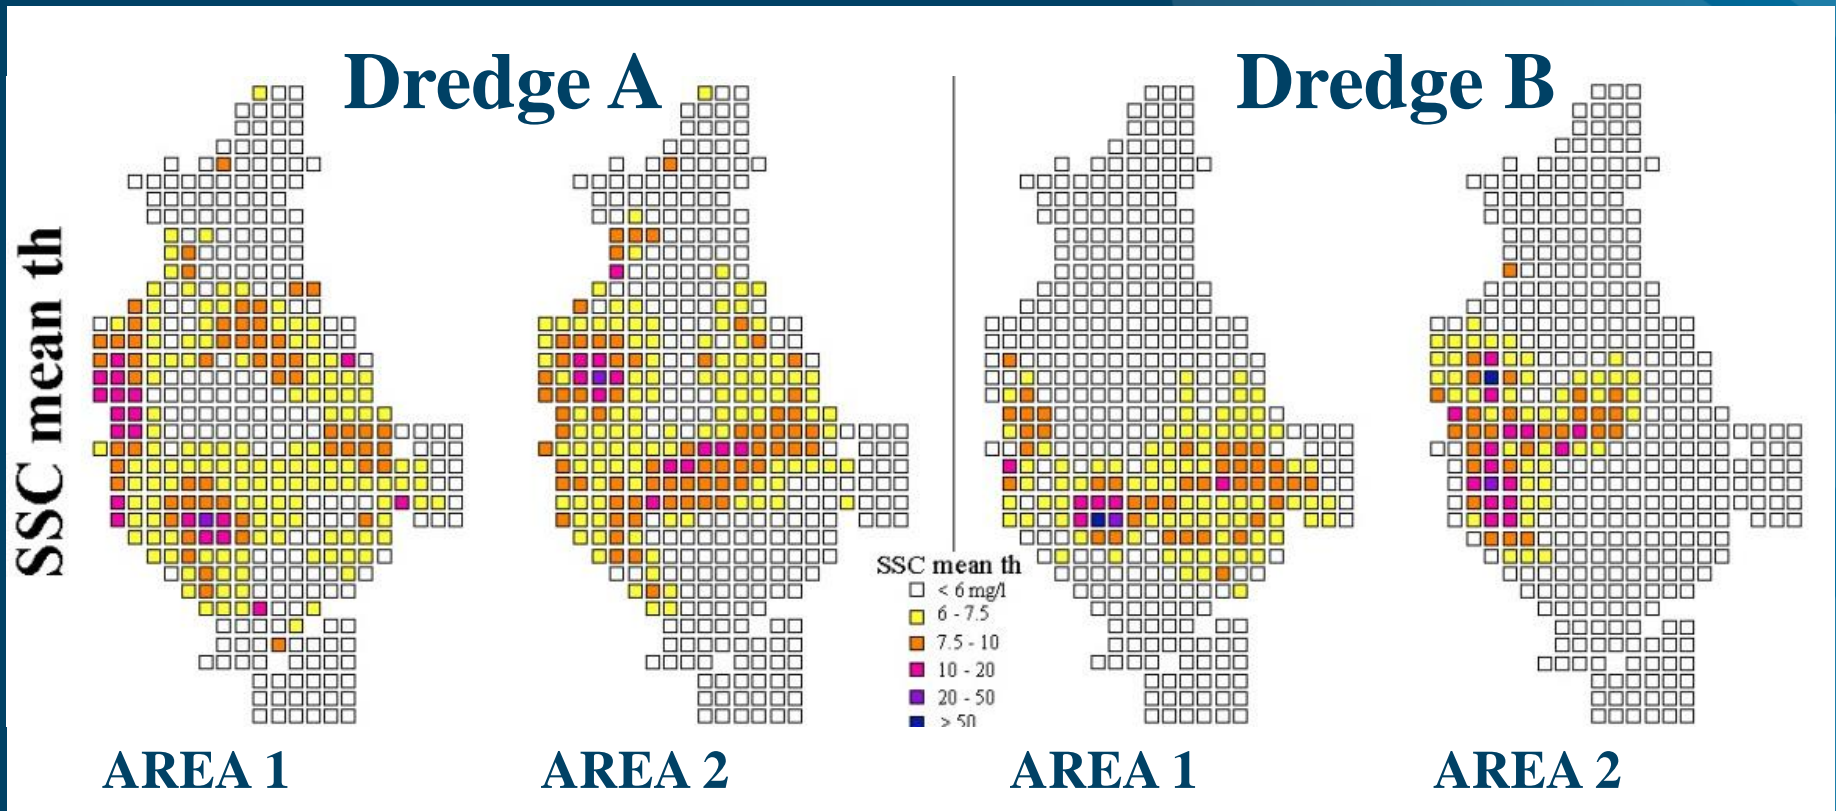 Dredge A
Dredge B
SSC mean th
SSC mean th
< 6 mg/l
6 - 7.5
7.5 - 10
10 - 20
20 - 50
> 50
AREA 1
AREA 2
AREA 1
AREA 2